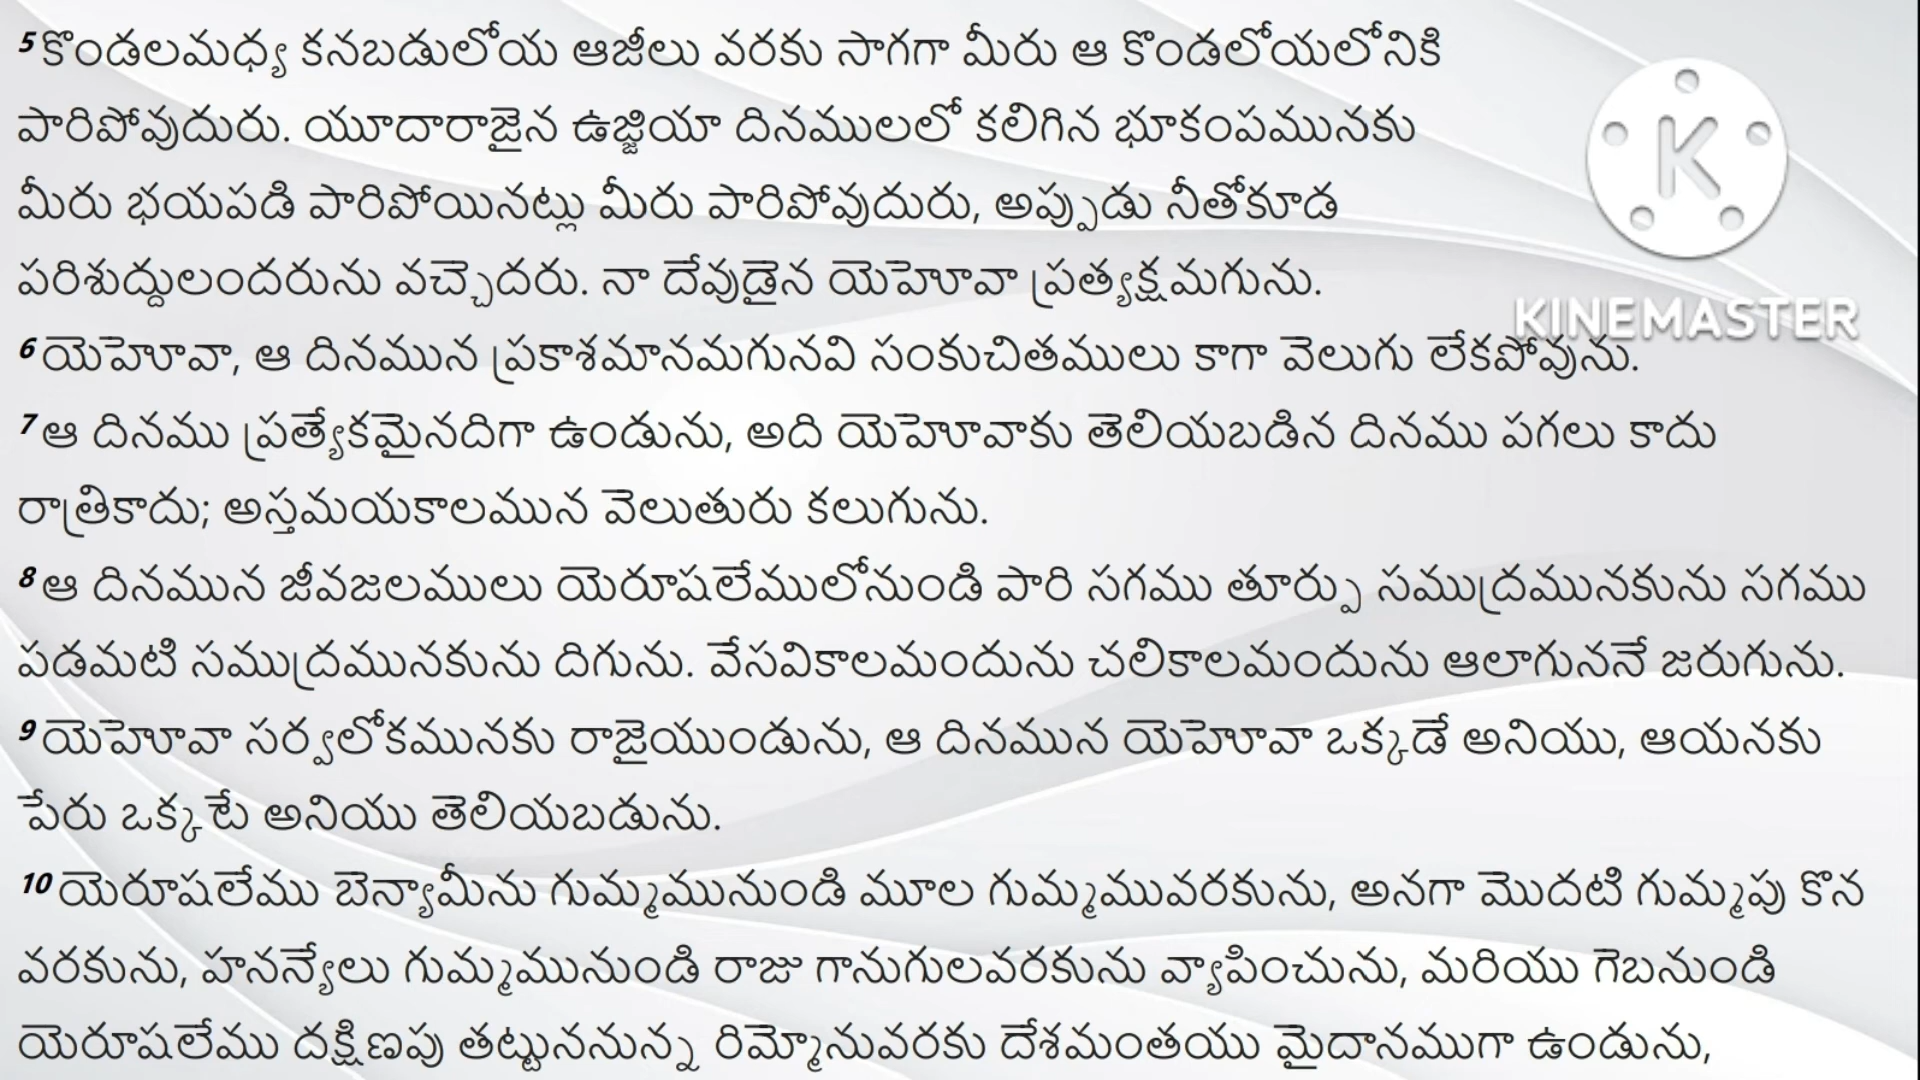 5 కొండలమధ్య కనబడులోయ ఆజీలు వరకు సాగగా మీరు ఆ కొండలోయలోనికి
పారిపోవుదురు. యూదారాజైన ఉజ్జియా దినములలో కలిగిన భూకంపమునకు
మీరు భయపడి పారిపోయినట్లు మీరు పారిపోవుదురు, అప్పుడు నీతోకూడ
పరిశుద్దులందరును వచ్చెదరు. నా దేవుడైన యెహోవా ప్రత్యక్షమగును.
KINEMASTER
6 యెహోవా, ఆ దినమున ప్రకాశమానమగునవి సంకుచితములు కాగా వెలుగు లేకపోవును.
7 ఆ దినము ప్రత్యేకమైనదిగా ఉండును, అది యెహోవాకు తెలియబడిన దినము పగలు కాదు
రాత్రికాదు; అస్తమయకాలమున వెలుతురు కలుగును.
8 ఆ దినమున జీవజలములు యెరూషలేములోనుండి పారి సగము తూర్పు సముద్రమునకును సగము
పడమటి సముద్రమునకును దిగును. వేసవికాలమందును చలికాలమందును ఆలాగుననే జరుగును.
9 యెహోవా సర్వలోకమునకు రాజైయుండును, ఆ దినమున యెహోవా ఒక్కడే అనియు, ఆయనకు
పేరు ఒక్కటే అనియు తెలియబడును.
10 యెరూషలేము బెన్యామీను గుమ్మమునుండి మూల గుమ్మమువరకును, అనగా మొదటి గుమ్మపు కొన
వరకును, హనన్యేలు గుమ్మమునుండి రాజు గానుగులవరకును వ్యాపించును, మరియు గెబనుండి
యెరూషలేము దక్షిణపు తట్టుననున్న రిమ్మోనువరకు దేశమంతయు మైదానముగా ఉండును,